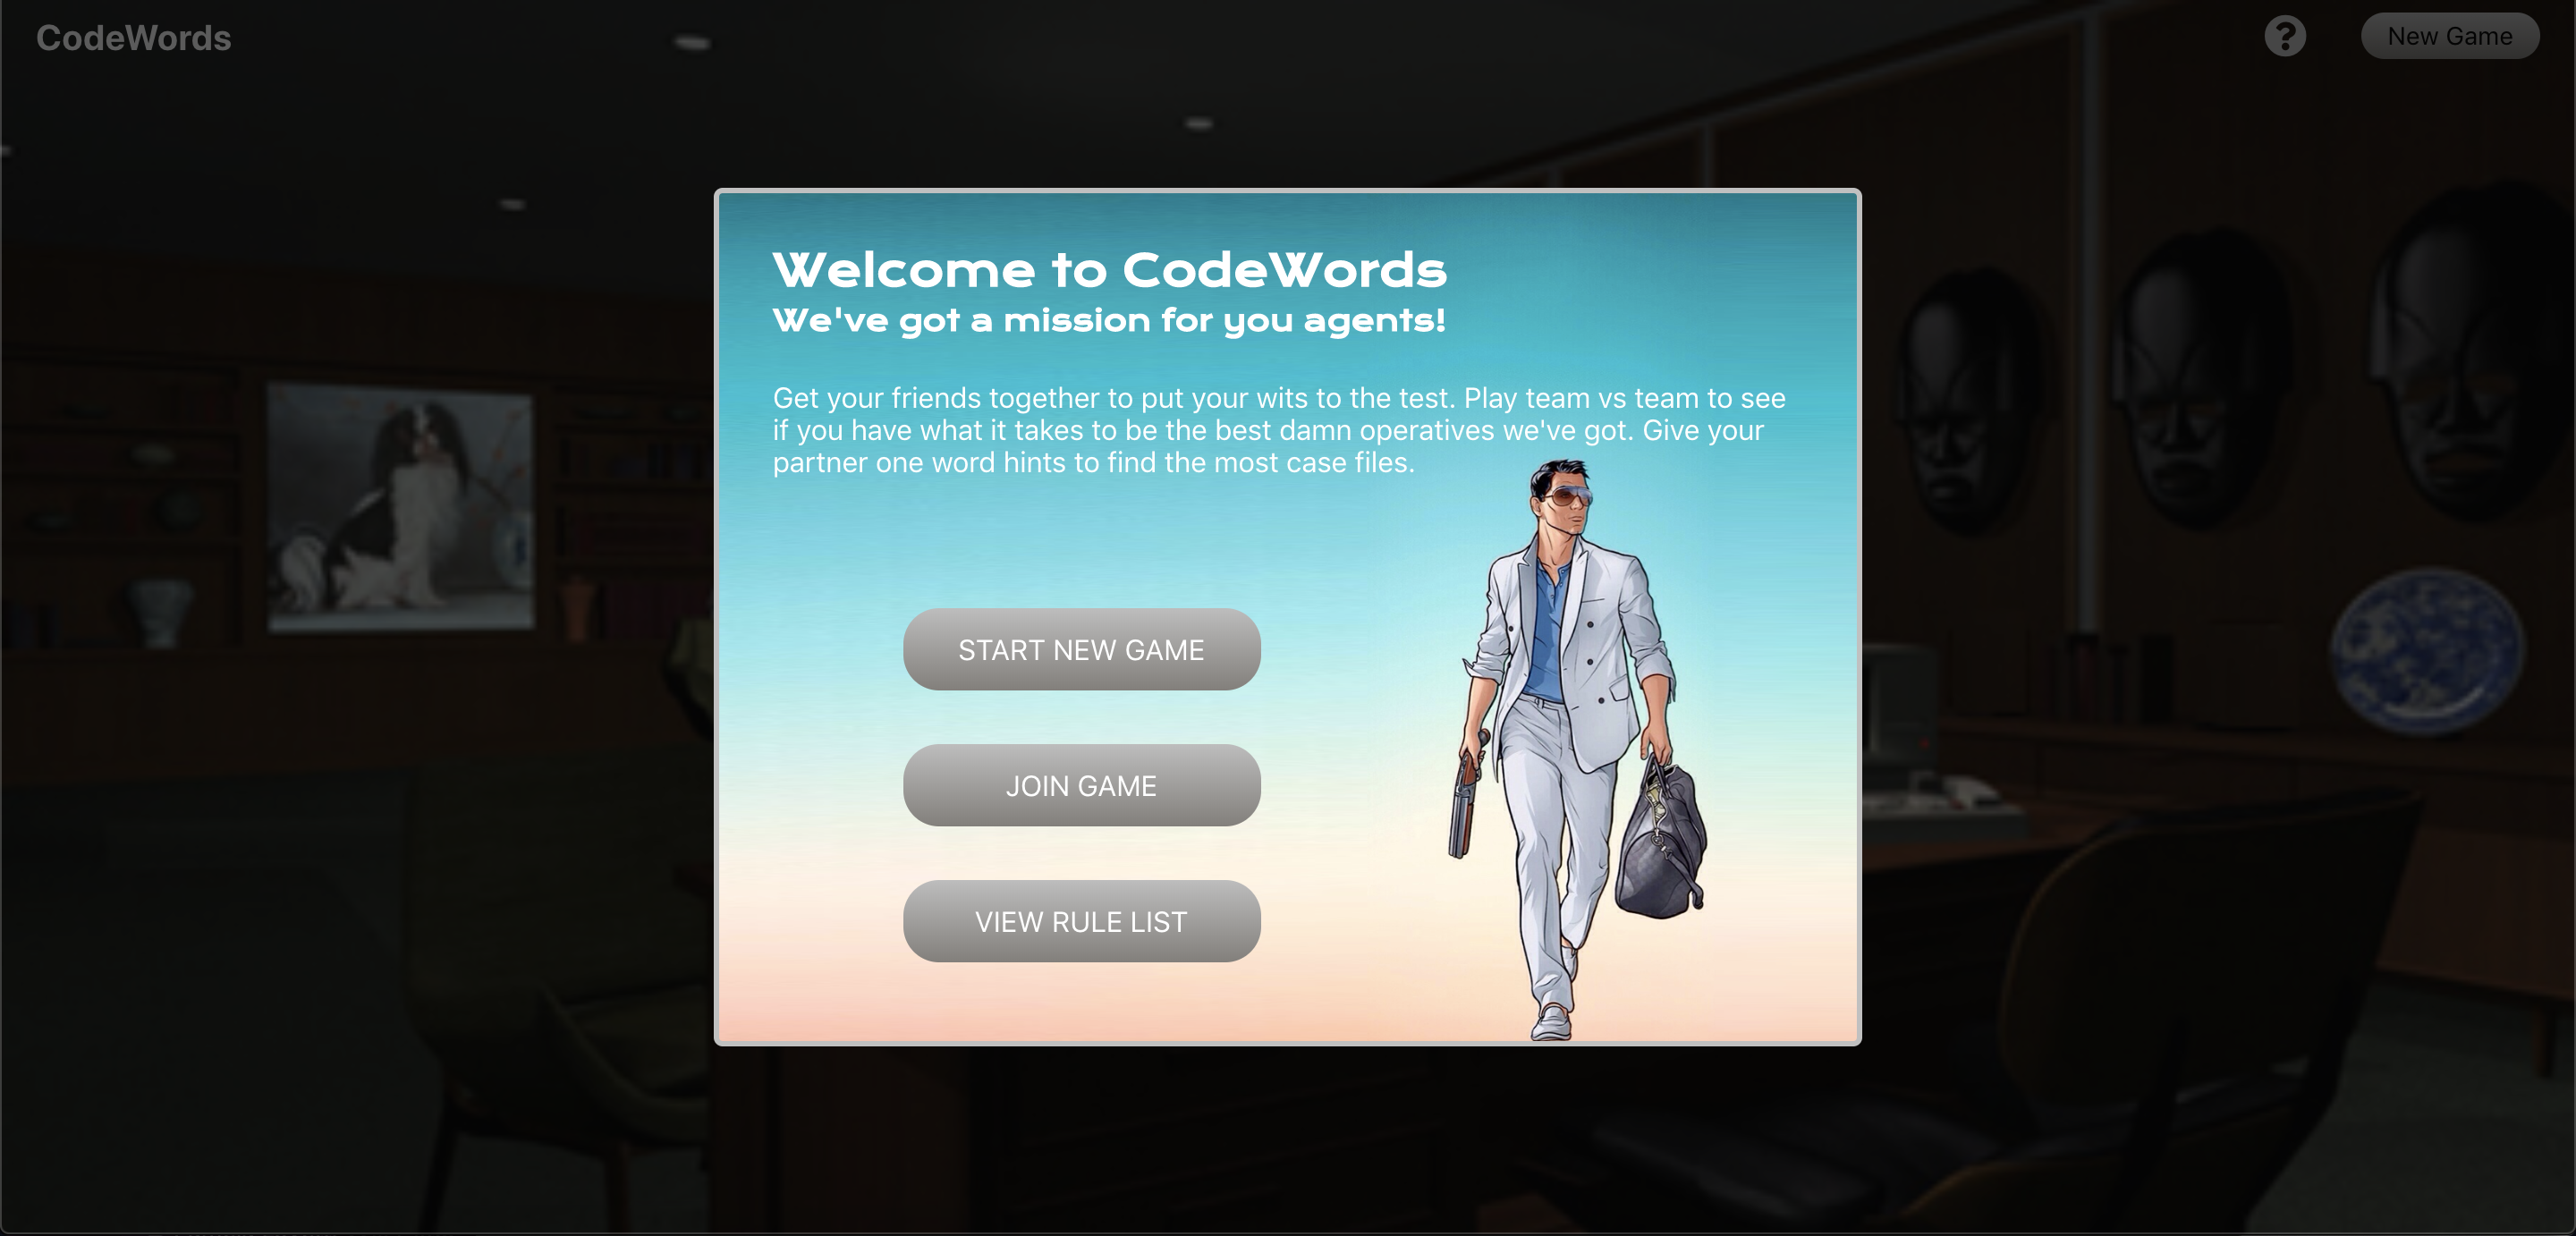 CodeWords
?
New Game
Welcome to CodeWords
We've got a mission for you agents!
Get your friends together to put your wits to the test. Play team vs team to see
if you have what it takes to be the best damn operatives we've got. Give your
partner one word hints to find the most case files.
START NEW GAME
JOIN GAME
VIEW RULE LIST